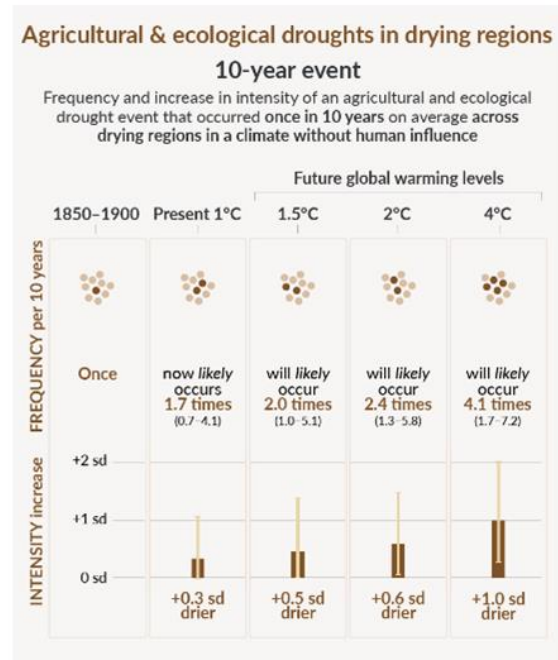 Agricultural & ecological droughts in drying regions
10-year event
Frequency and increase in intensity of an agricultural and ecological
drought event that occurred once in 10 years on average across
drying regions in a climate without human influence
Future global warming levels
1850–1900 Present 1°C 1.5°C 2°C 4°C
FREQUENCY per 10 years
Once
now likely
occurs
1.7 times
(0.7–4.1)
will likely
occur
2.0 times
(1.0–5.1)
will likely
occur
2.4 times
(1.3–5.8)
will likely
occur
4.1 times
(1.7–7.2)
INTENSITY increase
+2 sd
+1 sd
0 sd
+0.3 sd
drier
+0.5 sd
drier
+0.6 sd
drier
+1.0 sd
drier